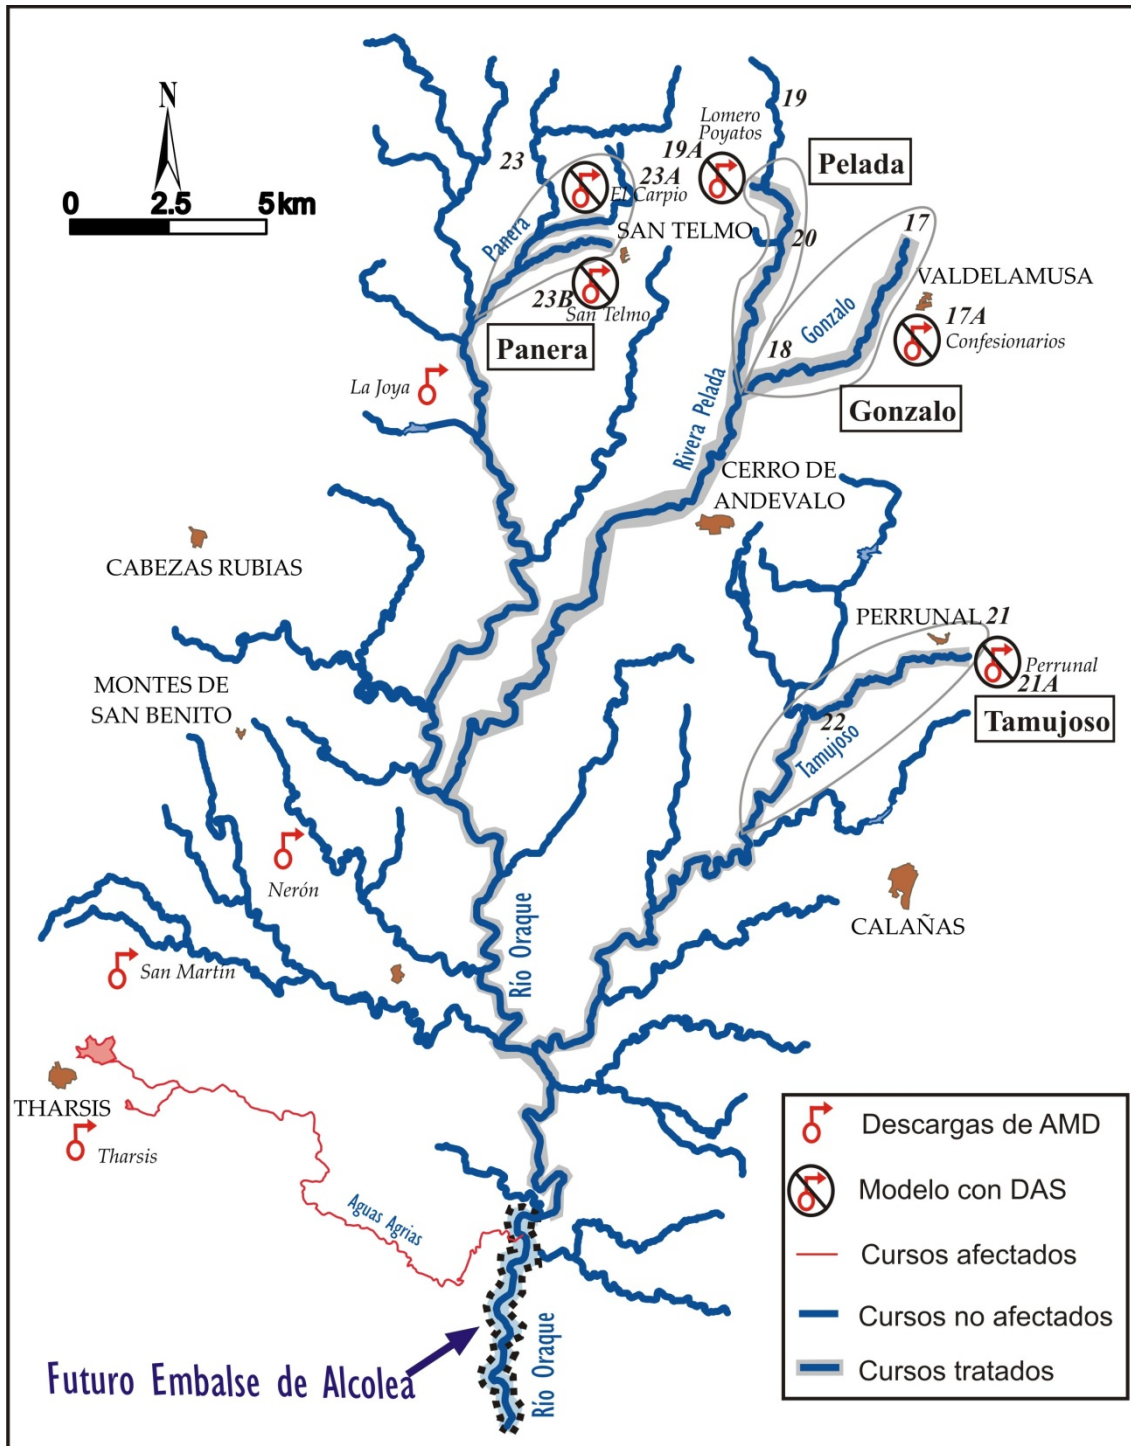 N
0 2.5 5 km
19
Lomero
Poyatos
19A
Pelada
23
23A
El Carpio
Panera
SAN TELMO
20
17
VALDELAMUSA
17A
Confesionarios
Gonzalo
18
23B
San Telmo
Panera
La Joya
Gonzalo
Rivera Pelada
CERRO DE
ANDEVALO
CABEZAS RUBIAS
PERRUNAL 21
Perrunal
21A
MONTES DE
SAN BENITO
Tamujoso
22
Tamujoso
Nerón
CALAÑAS
Río Oraque
San Martín
THARSIS
Tharsis
Aguas Agrias
Futuro Embalse de Alcolea
Río Oraque
Descargas de AMD
Modelo con DAS
Cursos afectados
Cursos no afectados
Cursos tratados